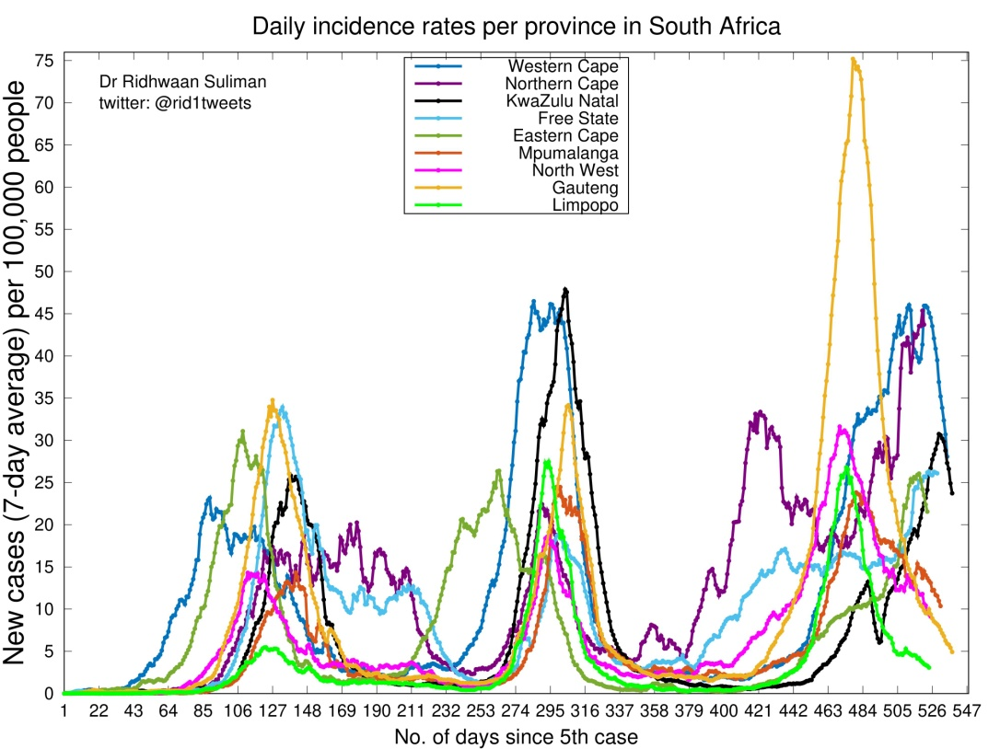 Daily incidence rates per province in South Africa
New cases (7-day average) per 100,000 people
75
70
65
60
55
50
45
40
35
30
25
20
15
10
5
0
Dr Ridhwaan Suliman
twitter: @rid1tweets
Western Cape
Northern Cape
KwaZulu Natal
Free State
Eastern Cape
Mpumalanga
North West
Gauteng
Limpopo
1 22 43 64 85 106 127 148 169 190 211 232 253 274 295 316 337 358 379 400 421 442 463 484 505 526 547
No. of days since 5th case